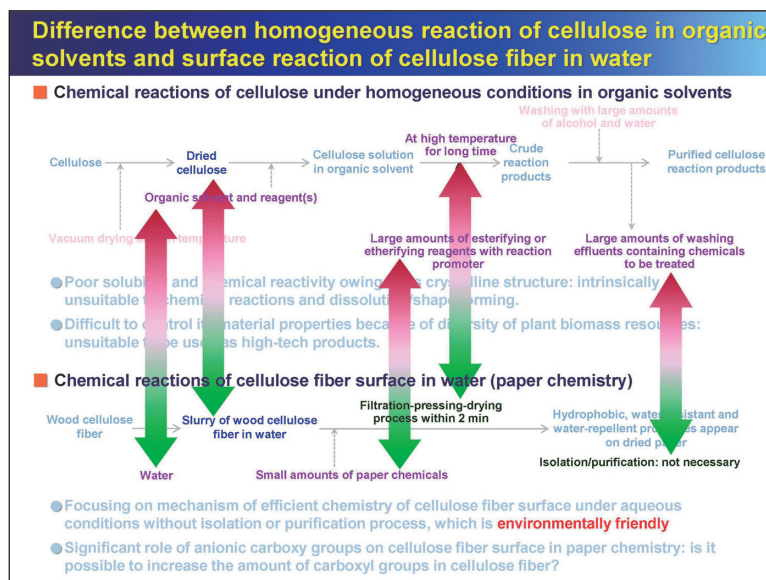 Difference between homogeneous reaction of cellulose in organic
solvents and surface reaction of cellulose fiber in water
Chemical reactions of cellulose under homogeneous conditions in organic solvents
Washing with large amounts
of alcohol and water
At high temperature
for long time
Cellulose
Dried
cellulose
Cellulose solution
in organic solvent
Crude
reaction
products
Purified cellulose
reaction products
Organic solvent and reagent(s)
Vacuum drying temperature
Large amounts of esterifying or
etherifying reagents with reaction
promoter
Large amounts of washing
effluents containing chemicals
to be treated
Poor solubility and chemical reactivity owing crystalline structure: intrinsically
unsuitable chemical reactions and dissolution/shape forming.
Difficult to control material properties because of diversity of plant biomass resources:
unsuitable to be used as high-tech products.
Chemical reactions of cellulose fiber surface in water (paper chemistry)
Wood cellulose
fiber
Slurry of wood cellulose
fiber in water
Filtration-pressing-drying
process within 2 min
Hydrophobic, water-resistant and
water-repellent properties appear
on dried paper
Water
Small amounts of paper chemicals
Isolation/purification: not necessary
Focusing on mechanism of efficient chemistry of cellulose fiber surface under aqueous
conditions without isolation or purification process, which is environmentally friendly
Significant role of anionic carboxy groups on cellulose fiber surface in paper chemistry: is it
possible to increase the amount of carboxyl groups in cellulose fiber?